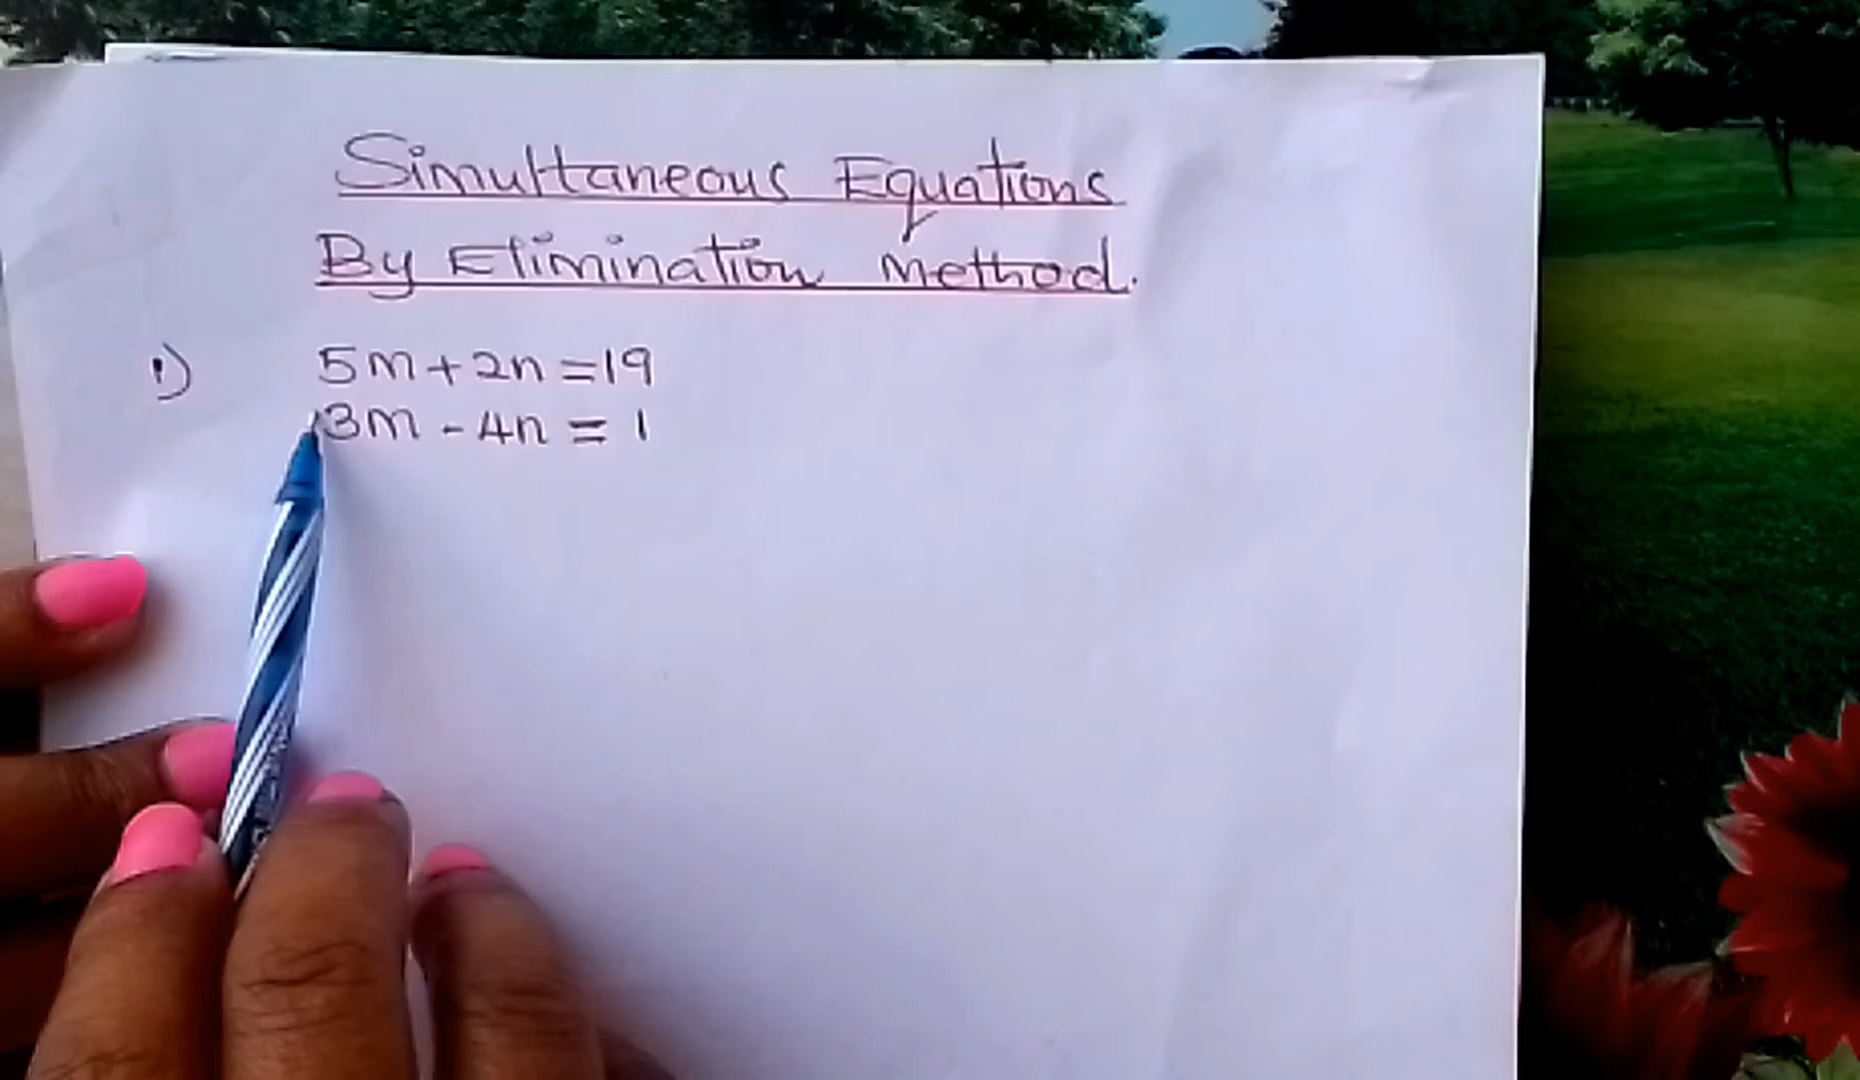 Simultaneous Equations
By Elimination Method.
1) 5m + 2n = 19
3m - 4n = 1